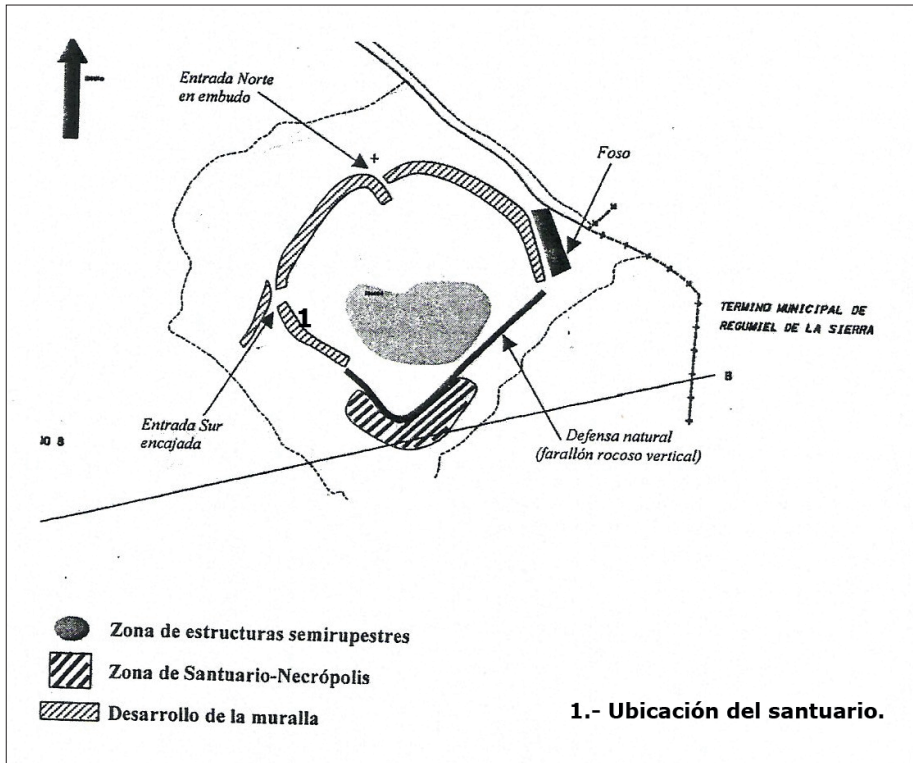 Entrada Norte
en embudo
+
Foso
1
TERMINO MUNICIPAL DE
REGUMIEL DE LA SIERRA
B
Entrada Sur
encajada
Defensa natural
(farallón rocoso vertical)
Zona de estructuras semirupestres
Zona de Santuario-Necrópolis
Desarrollo de la muralla
1.- Ubicación del santuario.